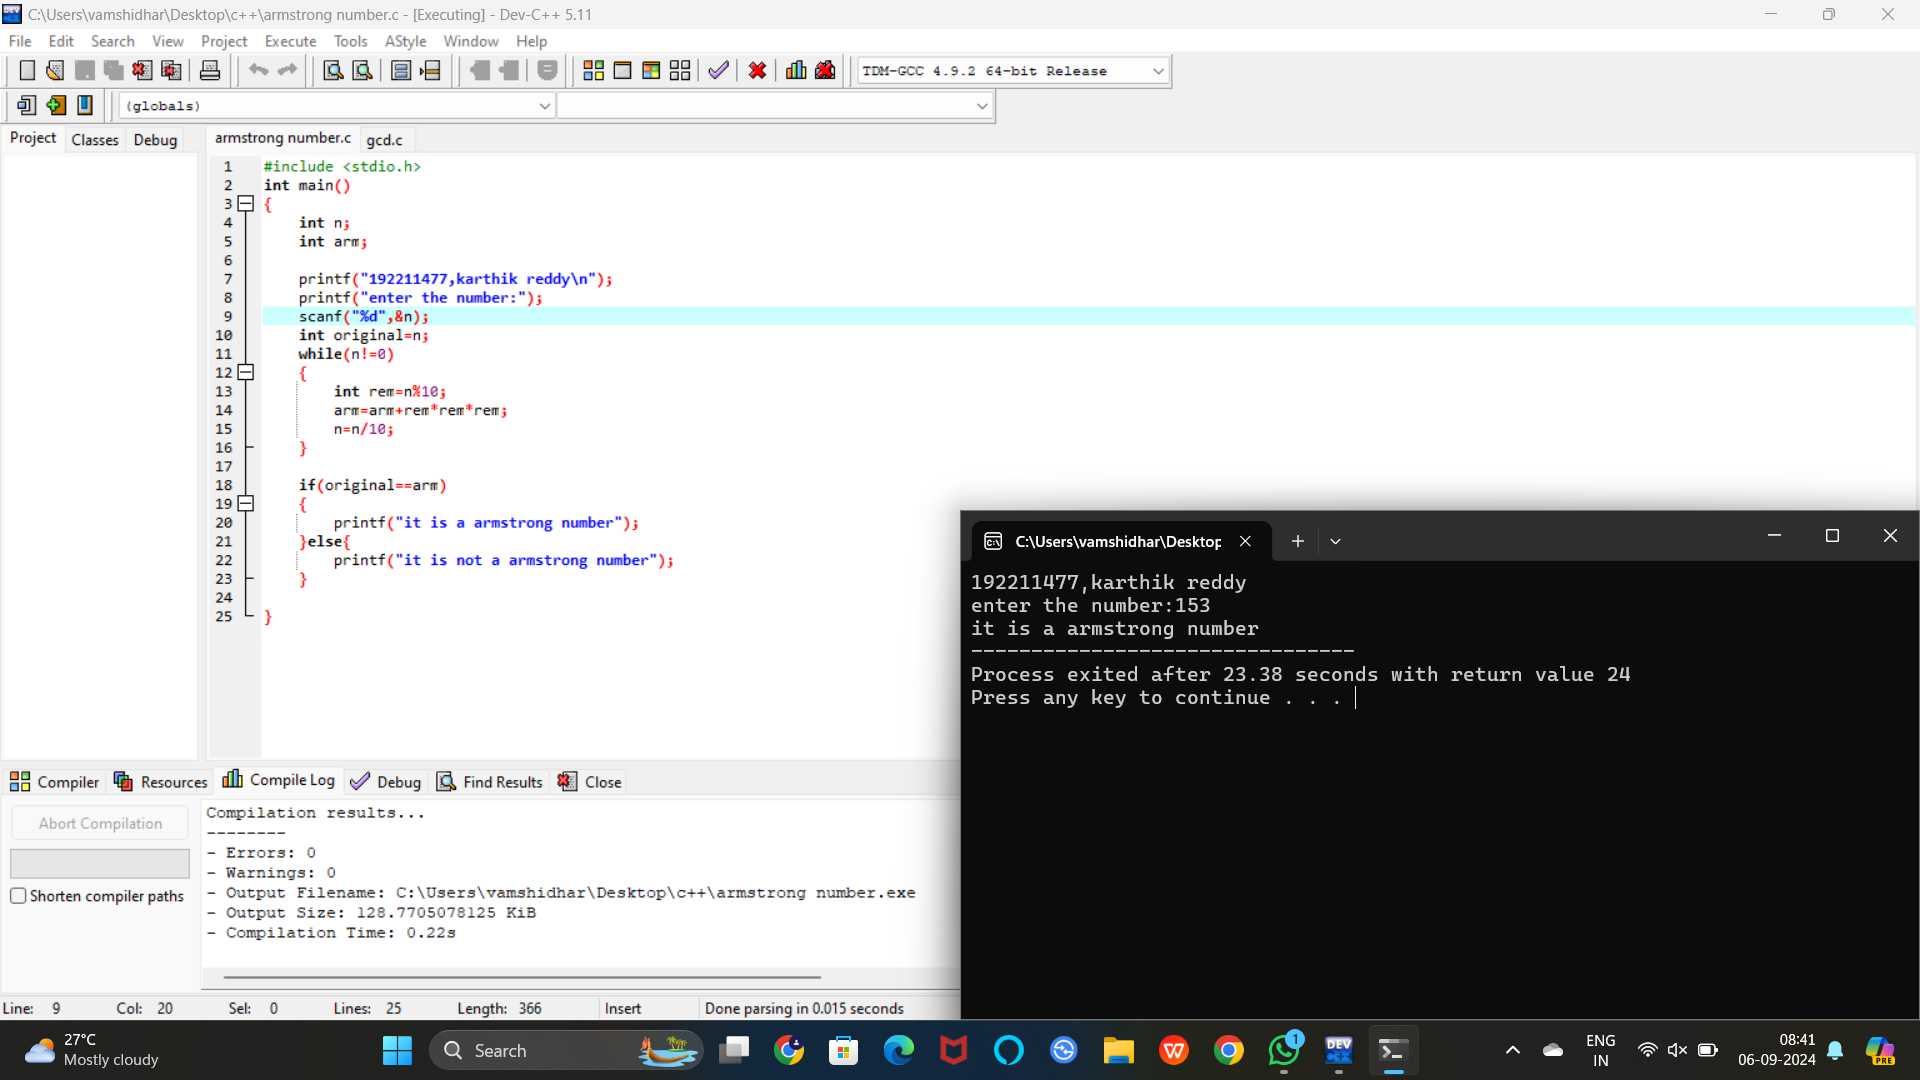 C:\Users\vamshidhar\Desktop\c++\armstrong number.c - [Executing] - Dev-C++ 5.11
File Edit Search View Project Execute Tools AStyle Window Help
TDM-GCC 4.9.2 64-bit Release
(globals)
Project Classes Debug
armstrong number.c gcd.c
1 #include <stdio.h>
2 int main()
3 {
4 int n;
5 int arm;
6
7 printf("192211477,karthik reddy\n");
8 printf("enter the number:");
9 scanf("%d",&n);
10 int original=n;
11 while(n!=0)
12 {
13 int rem=n%10;
14 arm=arm+rem*rem*rem;
15 n=n/10;
16 }
17
18 if(original==arm)
19 {
20 printf("it is a armstrong number");
21 }else{
22 printf("it is not a armstrong number");
23 }
24
25 }
C:\Users\vamshidhar\Desktop
192211477,karthik reddy
enter the number:153
it is a armstrong number
--------------------------------
Process exited after 23.38 seconds with return value 24
Press any key to continue . . .
Compiler Resources Compile Log Debug Find Results Close
Abort Compilation
Shorten compiler paths
Compilation results...
--------
- Errors: 0
- Warnings: 0
- Output Filename: C:\Users\vamshidhar\Desktop\c++\armstrong number.exe
- Output Size: 128.7705078125 KiB
- Compilation Time: 0.22s
Line: 9 Col: 20 Sel: 0 Lines: 25 Length: 366 Insert Done parsing in 0.015 seconds
27°C
Mostly cloudy
Search
DEV
C++
1
ENG
IN
08:41
06-09-2024
PRE